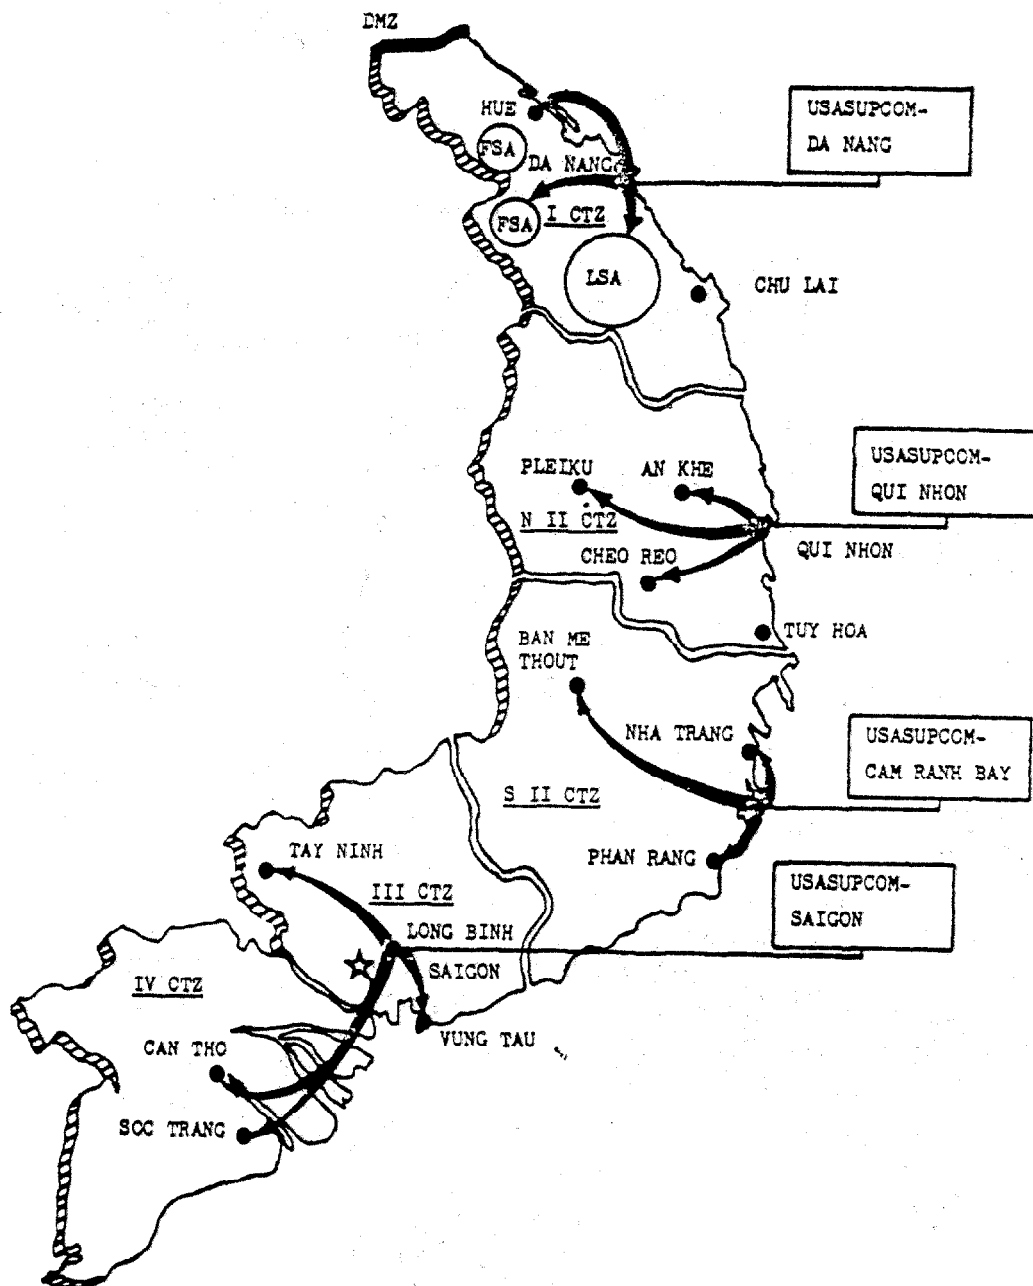 DMZ
HUE
USASUPCOM-
DA NANG
FSA
DA NANG
FSA
I CTZ
LSA
CHU LAI
USASUPCOM-
QUI NHON
PLEIKU
AN KHE
N II CTZ
QUI NHON
CHEO REO
TUY HOA
BAN ME
THOUT
NHA TRANG
USASUPCOM-
CAM RANH BAY
S II CTZ
TAY NINH
PHAN RANG
USASUPCOM-
SAIGON
III CTZ
LONG BINH
SAIGON
IV CTZ
VUNG TAU
CAN THO
SOC TRANG